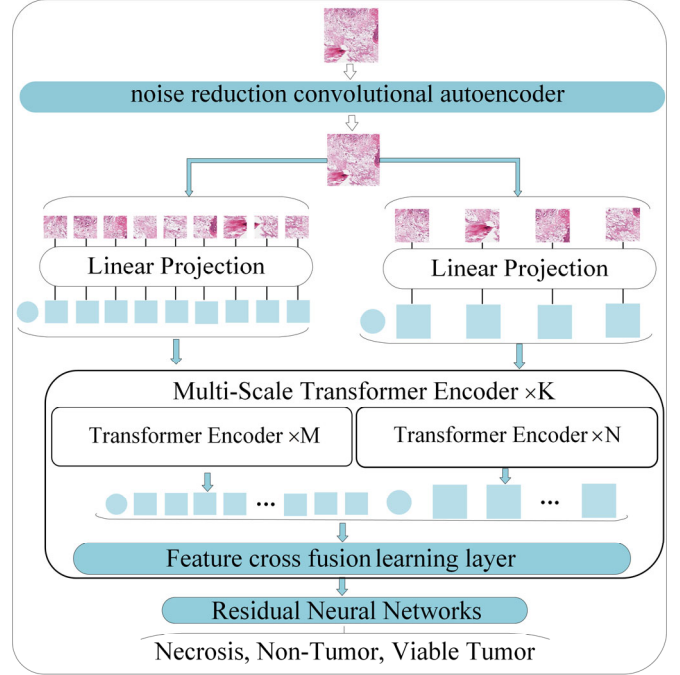 noise reduction convolutional autoencoder
Linear Projection
Linear Projection
Multi-Scale Transformer Encoder ×K
Transformer Encoder ×M
Transformer Encoder ×N
...
...
Feature cross fusion learning layer
Residual Neural Networks
Necrosis, Non-Tumor, Viable Tumor